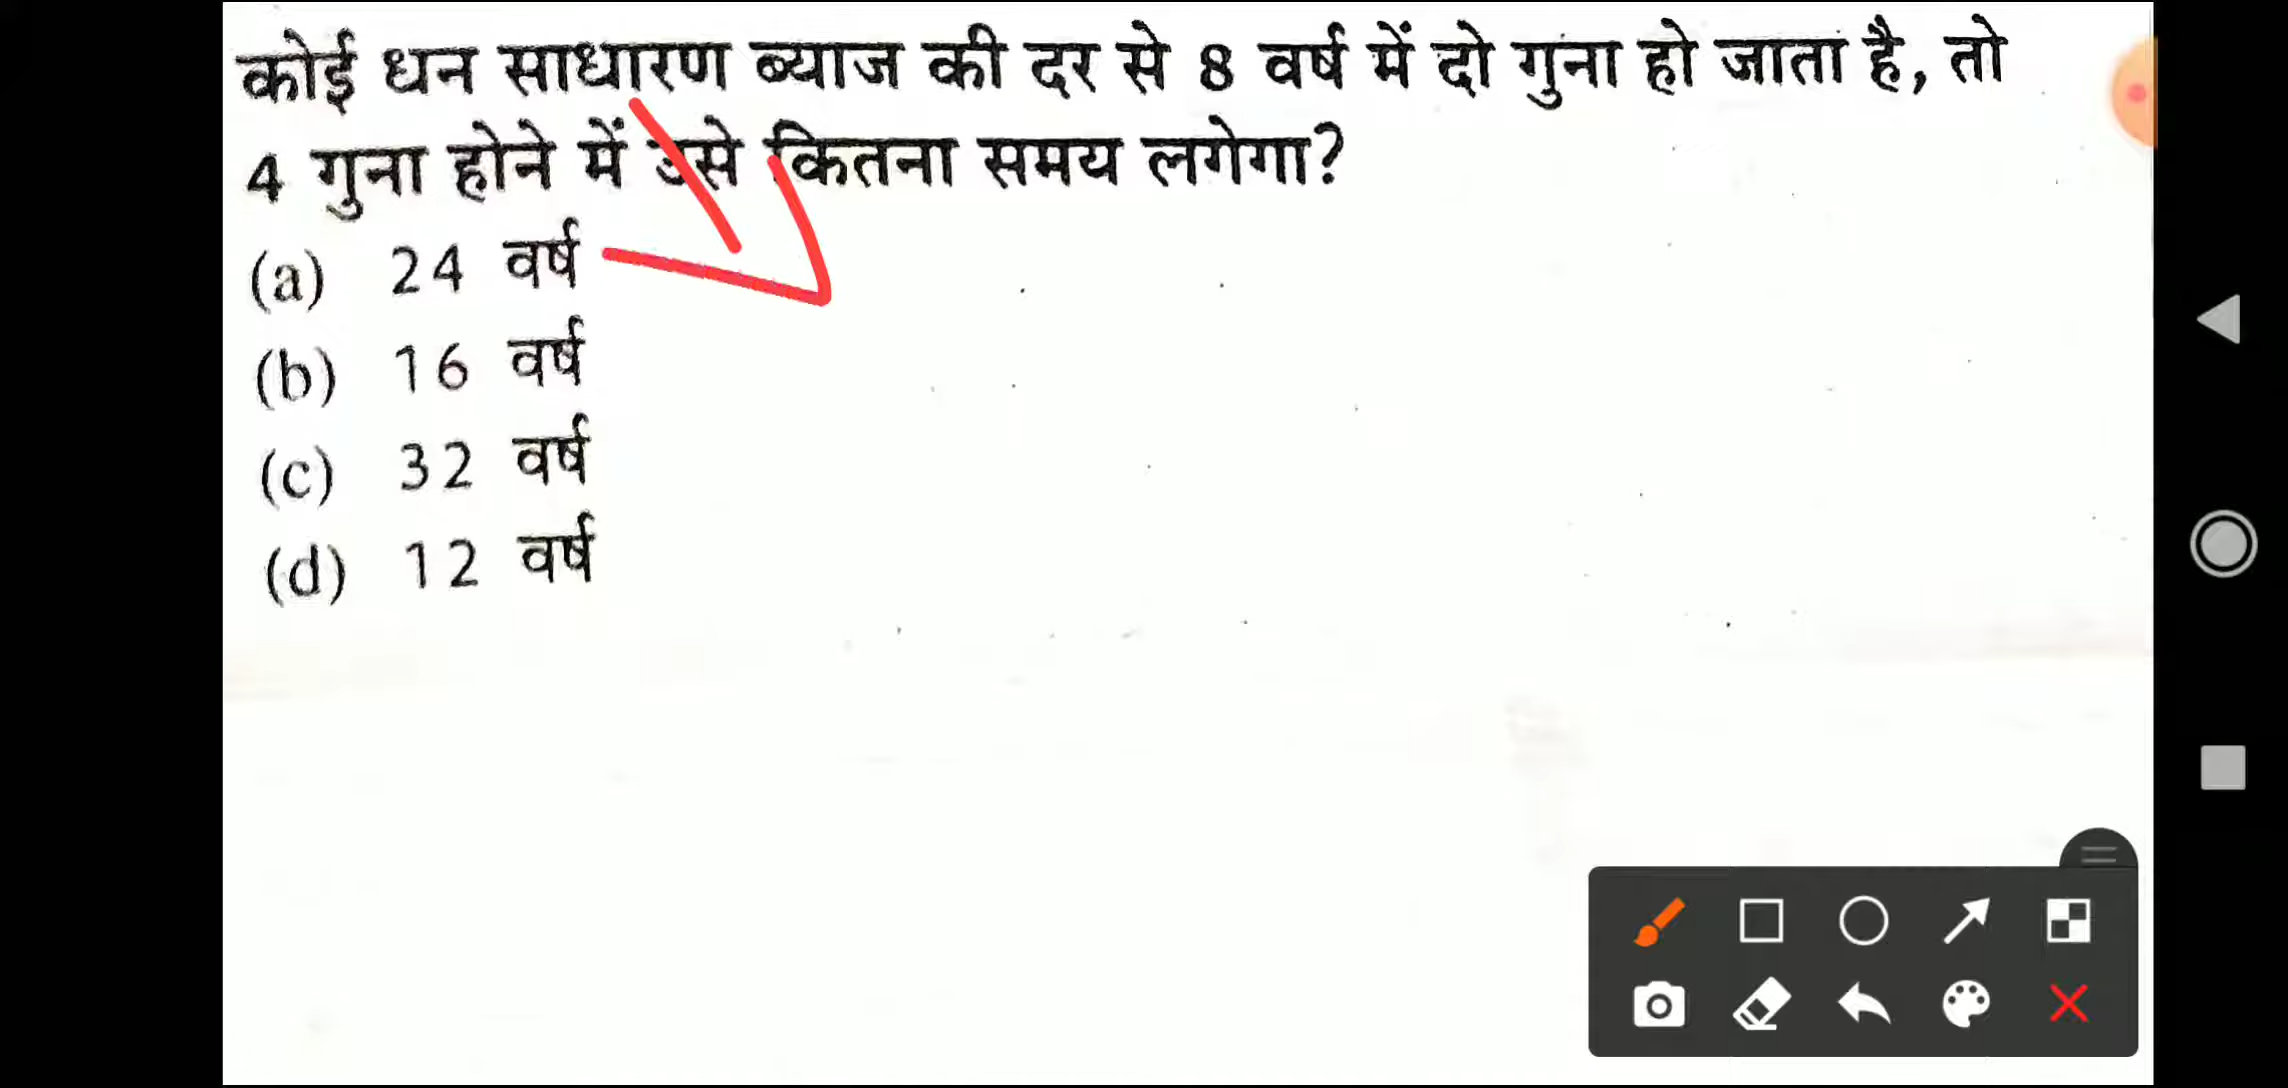 कोई धन साधारण ब्याज की दर से 8 वर्ष में दो गुना हो जाता है, तो
4 गुना होने में उसे कितना समय लगेगा?
(a) 24 वर्ष
(b) 16 वर्ष
(c) 32 वर्ष
(d) 12 वर्ष